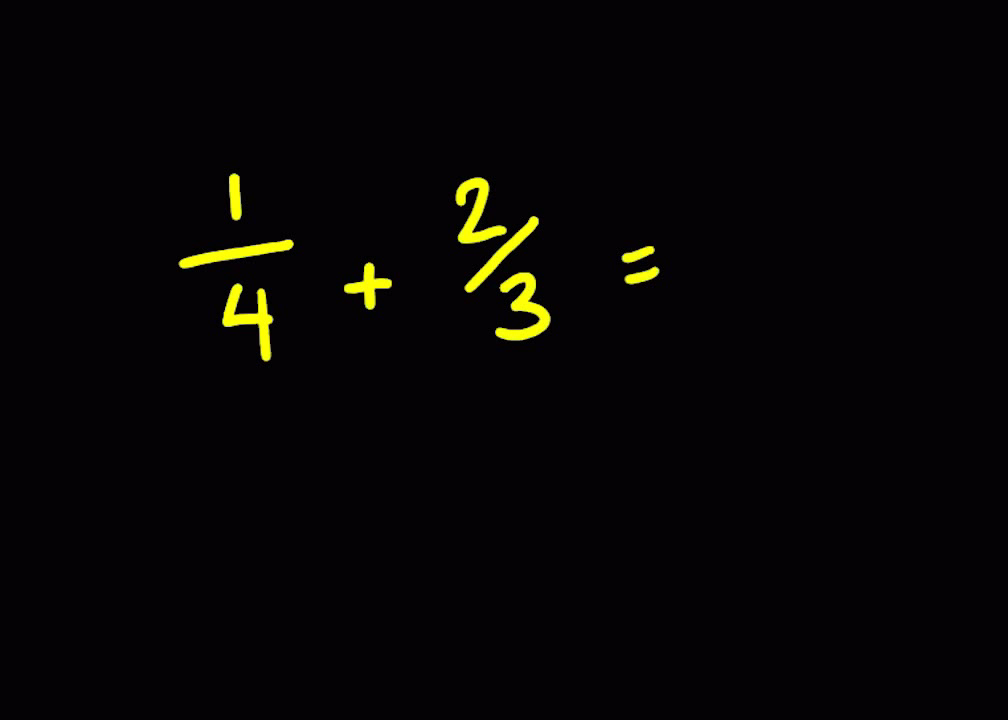 1/4 + 2/3 =